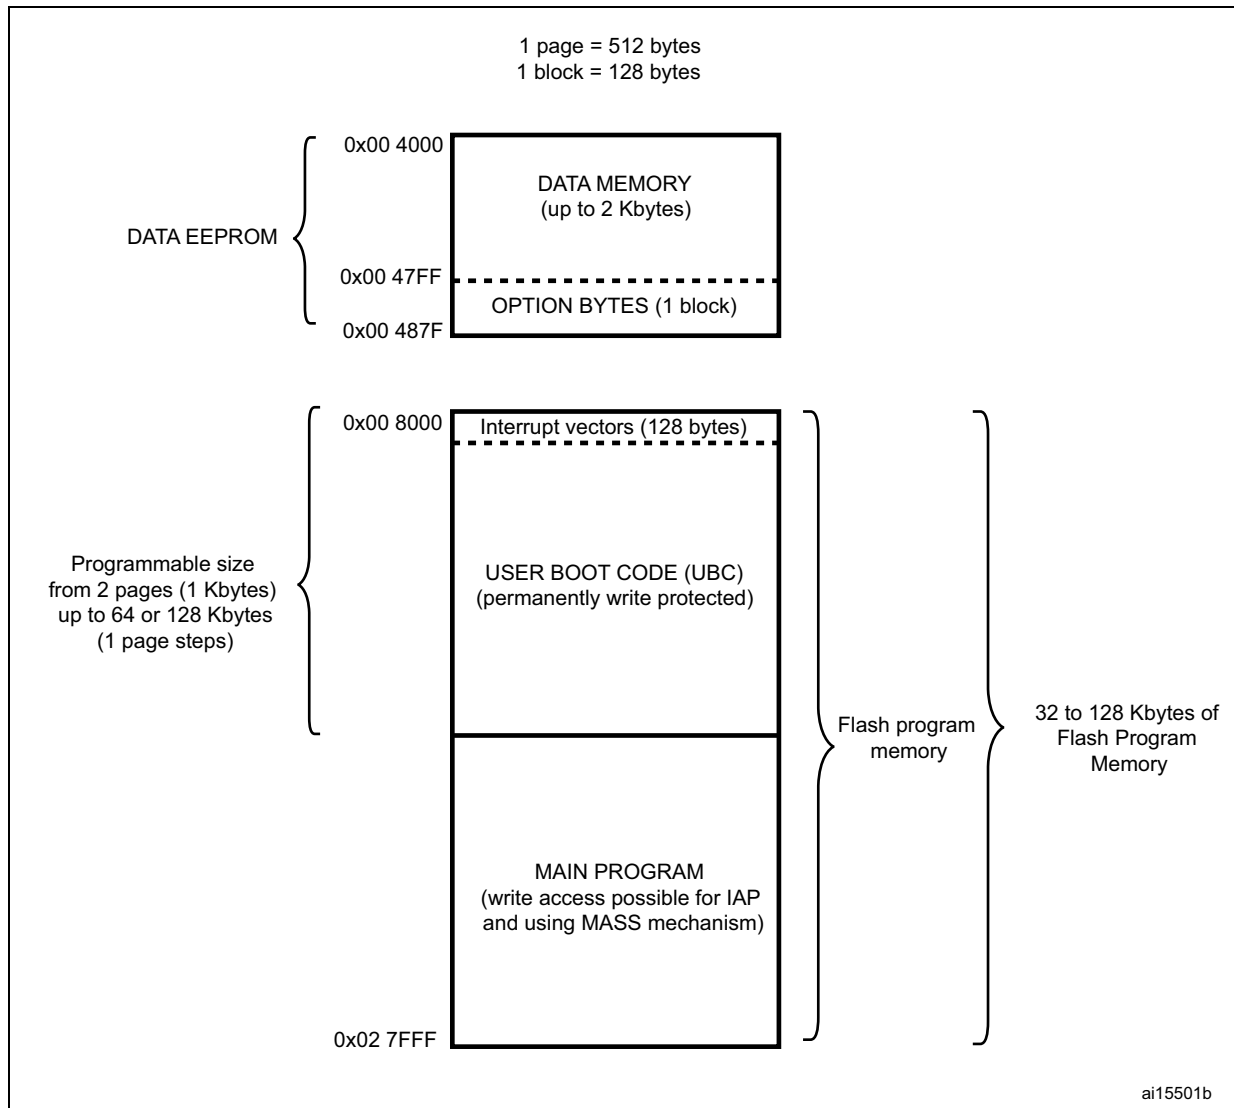 1 page = 512 bytes
1 block = 128 bytes
0x00 4000
DATA MEMORY
(up to 2 Kbytes)
DATA EEPROM
0x00 47FF
OPTION BYTES (1 block)
0x00 487F
0x00 8000
Interrupt vectors (128 bytes)
Programmable size
from 2 pages (1 Kbytes)
up to 64 or 128 Kbytes
(1 page steps)
USER BOOT CODE (UBC)
(permanently write protected)
Flash program
memory
32 to 128 Kbytes of
Flash Program
Memory
MAIN PROGRAM
(write access possible for IAP
and using MASS mechanism)
0x02 7FFF
ai15501b